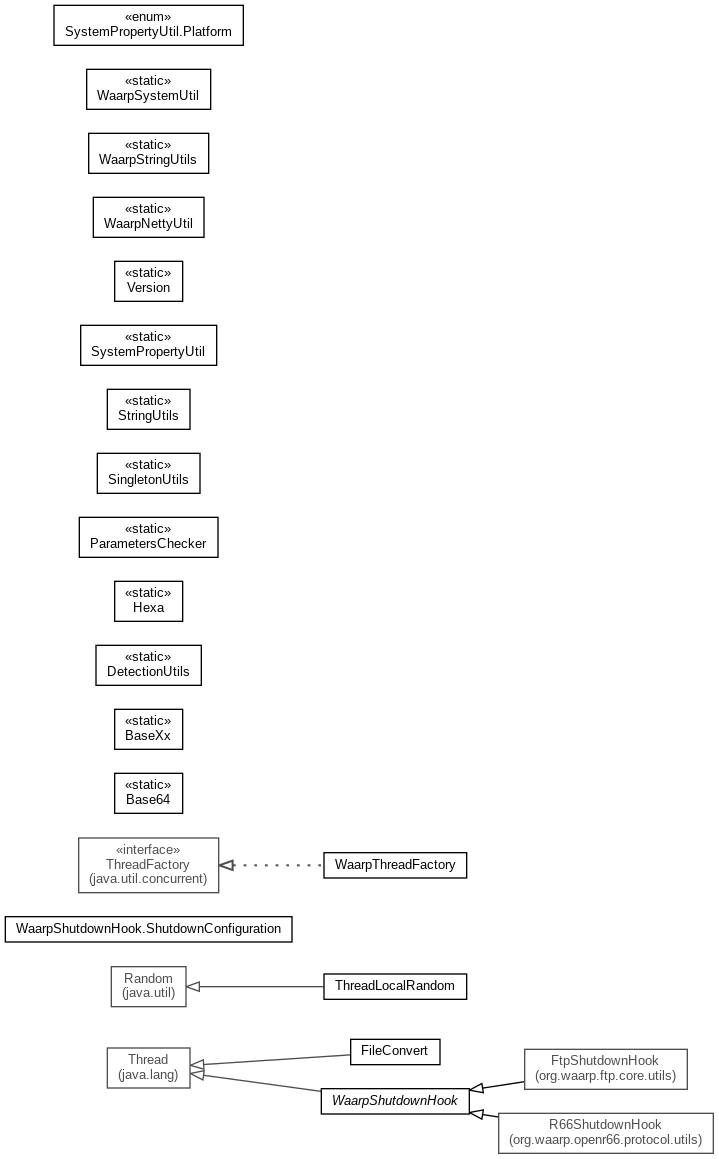 «enum»
SystemPropertyUtil.Platform
«static»
WaarpSystemUtil
«static»
WaarpStringUtils
«static»
WaarpNettyUtil
«static»
Version
«static»
SystemPropertyUtil
«static»
StringUtils
«static»
SingletonUtils
«static»
ParametersChecker
«static»
Hexa
«static»
DetectionUtils
«static»
BaseXx
«static»
Base64
«interface»
ThreadFactory
(java.util.concurrent)
WaarpThreadFactory
WaarpShutdownHook.ShutdownConfiguration
Random
(java.util)
ThreadLocalRandom
Thread
(java.lang)
FileConvert
WaarpShutdownHook
FtpShutdownHook
(org.waarp.ftp.core.utils)
R66ShutdownHook
(org.waarp.openr66.protocol.utils)